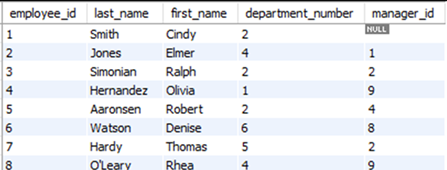 employee_id last_name first_name department_number manager_id
1 Smith Cindy 2 NULL
2 Jones Elmer 4 1
3 Simonian Ralph 2 2
4 Hernandez Olivia 1 9
5 Aaronsen Robert 2 4
6 Watson Denise 6 8
7 Hardy Thomas 5 2
8 O'Leary Rhea 4 9